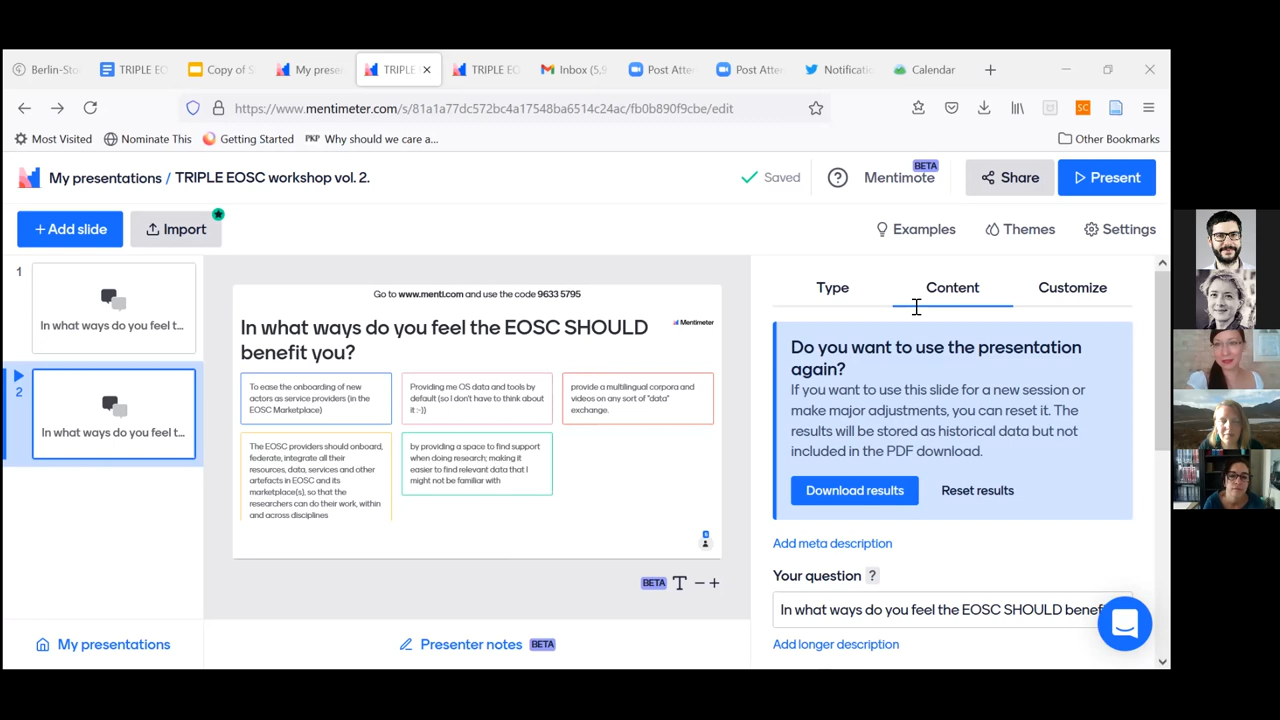 Berlin-Sto
TRIPLE EO
Copy of S
My prese
TRIPLE
TRIPLE EO
Inbox (5,9
Post Atter
Post Atter
Notificatio
Calendar
https://www.mentimeter.com/s/81a1a77dc572bc4a17548ba6514c24ac/fb0b890f9cbe/edit
Most Visited
Nominate This
Getting Started
PKP Why should we care a...
Other Bookmarks
My presentations / TRIPLE EOSC workshop vol. 2.
Saved
Mentimote BETA
Share
Present
+ Add slide
Import
Examples
Themes
Settings
1
In what ways do you feel t...
2
In what ways do you feel t...
Go to www.menti.com and use the code 9633 5795
In what ways do you feel the EOSC SHOULD
benefit you?
Mentimeter
To ease the onboarding of new
actors as service providers (in the
EOSC Marketplace)
Providing me OS data and tools by
default (so I don't have to think about
it :-))
provide a multilingual corpora and
videos on any sort of "data"
exchange.
The EOSC providers should onboard,
federate, integrate all their
resources, data, services and other
artefacts in EOSC and its
marketplace(s), so that the
researchers can do their work, within
and across disciplines
by providing a space to find support
when doing research; making it
easier to find relevant data that I
might not be familiar with
BETA T − +
Type
Content
Customize
Do you want to use the presentation
again?
If you want to use this slide for a new session or
make major adjustments, you can reset it. The
results will be stored as historical data but not
included in the PDF download.
Download results
Reset results
Add meta description
Your question ?
In what ways do you feel the EOSC SHOULD benef
Add longer description
My presentations
Presenter notes BETA